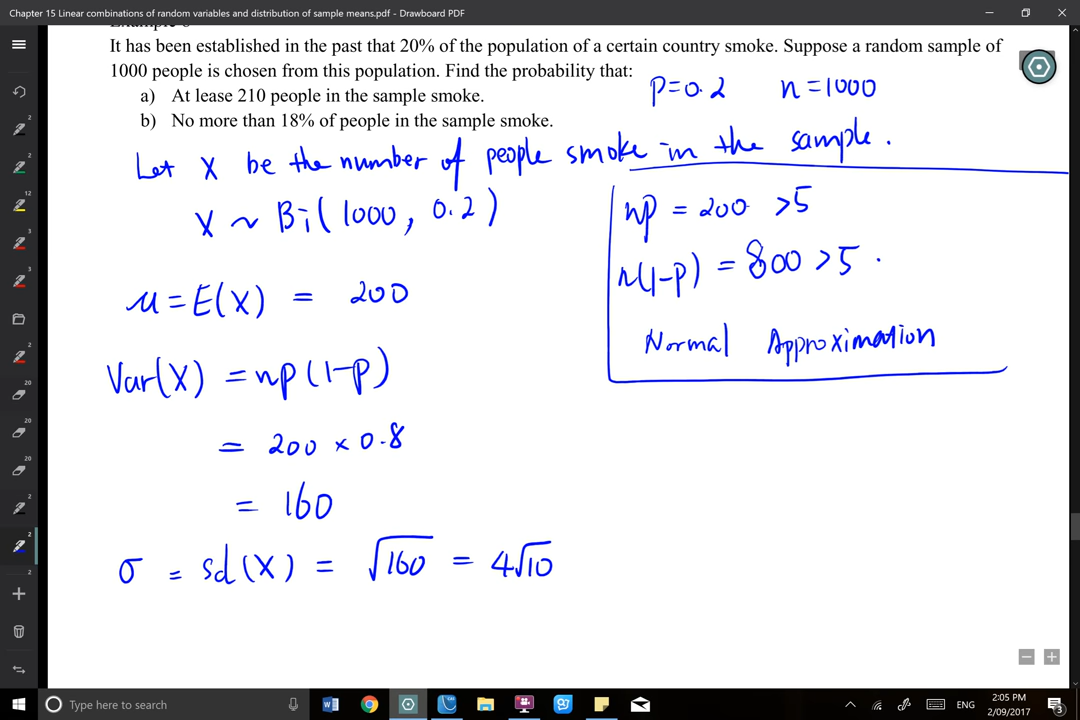 Chapter 15 Linear combinations of random variables and distribution of sample means.pdf - Drawboard PDF
It has been established in the past that 20% of the population of a certain country smoke. Suppose a random sample of
1000 people is chosen from this population. Find the probability that:
a) At lease 210 people in the sample smoke.
b) No more than 18% of people in the sample smoke.
p=0.2 n=1000
Let X be the number of people smoke in the sample.
X ~ Bi(1000, 0.2)
np = 200 >5
n(1-p) = 800 >5.
Normal Approximation
μ = E(X) = 200
Var(X) = np(1-p)
= 200 × 0.8
= 160
σ = sd(X) = √160 = 4√10
Type here to search
ENG
2:05 PM
2/09/2017